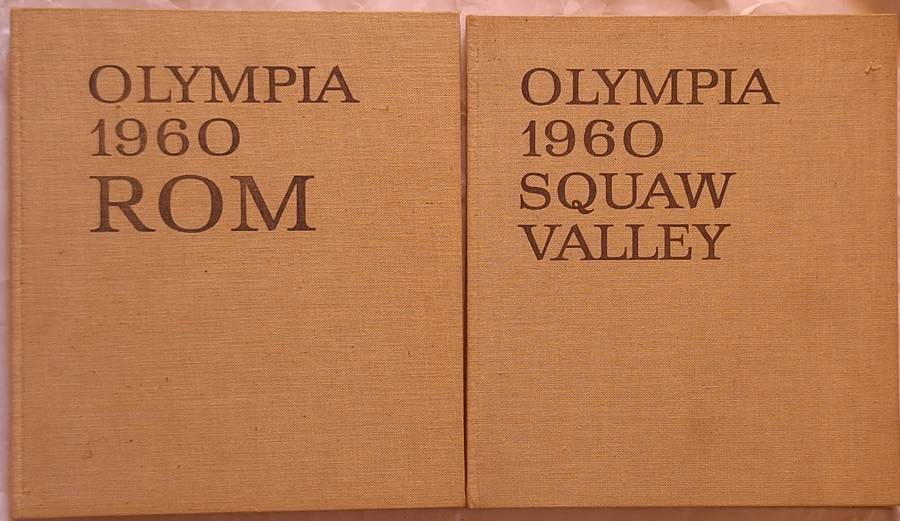 OLYMPIA
1960
ROM
OLYMPIA
1960
SQUAW
VALLEY